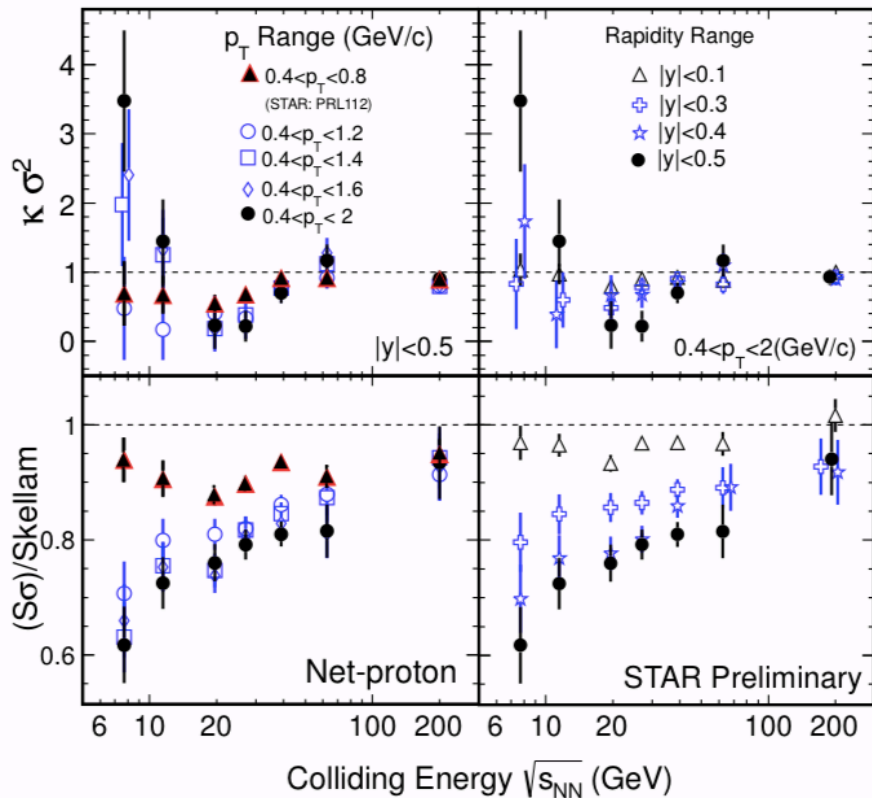 p_T Range (GeV/c)
0.4<p_T<0.8
(STAR: PRL112)
0.4<p_T<1.2
0.4<p_T<1.4
0.4<p_T<1.6
0.4<p_T< 2
|y|<0.5
Rapidity Range
|y|<0.1
|y|<0.3
|y|<0.4
|y|<0.5
0.4<p_T<2(GeV/c)
κ σ²
4
3
2
1
0
(Sσ)/Skellam
1
0.8
0.6
Net-proton
STAR Preliminary
6 10 20 100 200
6 10 20 100 200
Colliding Energy √s_NN (GeV)